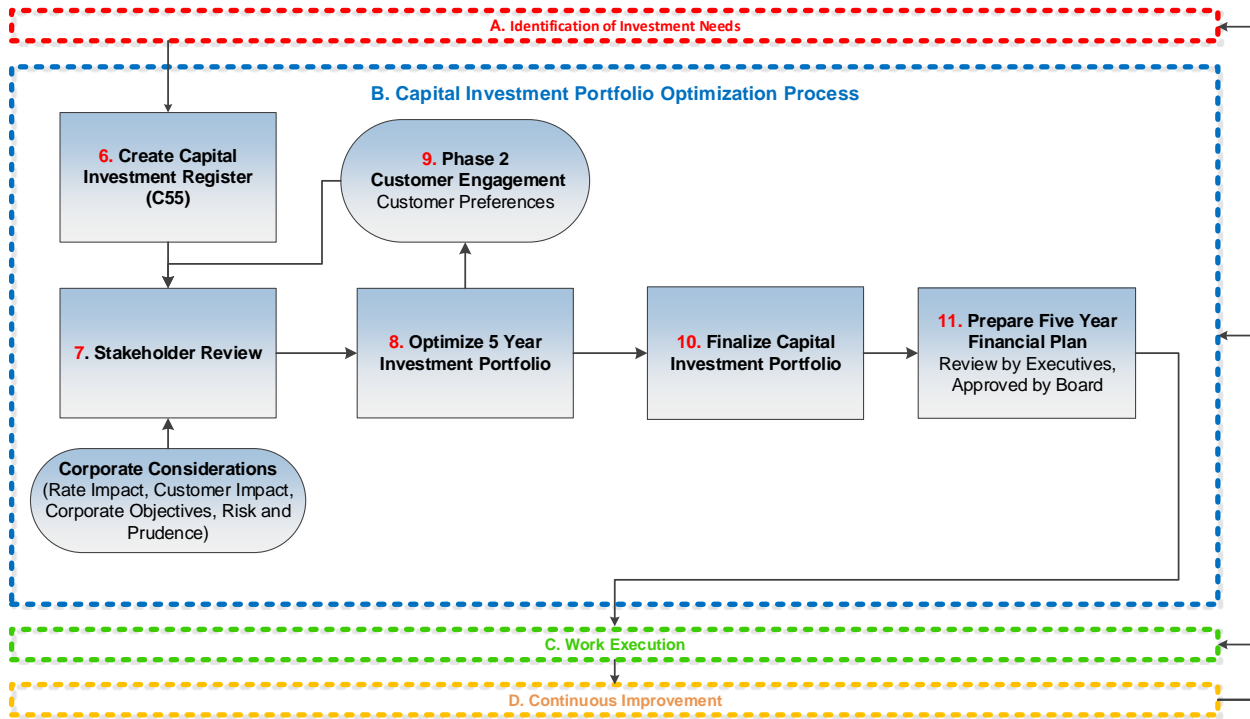 A. Identification of Investment Needs
B. Capital Investment Portfolio Optimization Process
6. Create Capital
Investment Register
(C55)
9. Phase 2
Customer Engagement
Customer Preferences
7. Stakeholder Review
8. Optimize 5 Year
Investment Portfolio
10. Finalize Capital
Investment Portfolio
11. Prepare Five Year
Financial Plan
Review by Executives,
Approved by Board
Corporate Considerations
(Rate Impact, Customer Impact,
Corporate Objectives, Risk and
Prudence)
C. Work Execution
D. Continuous Improvement